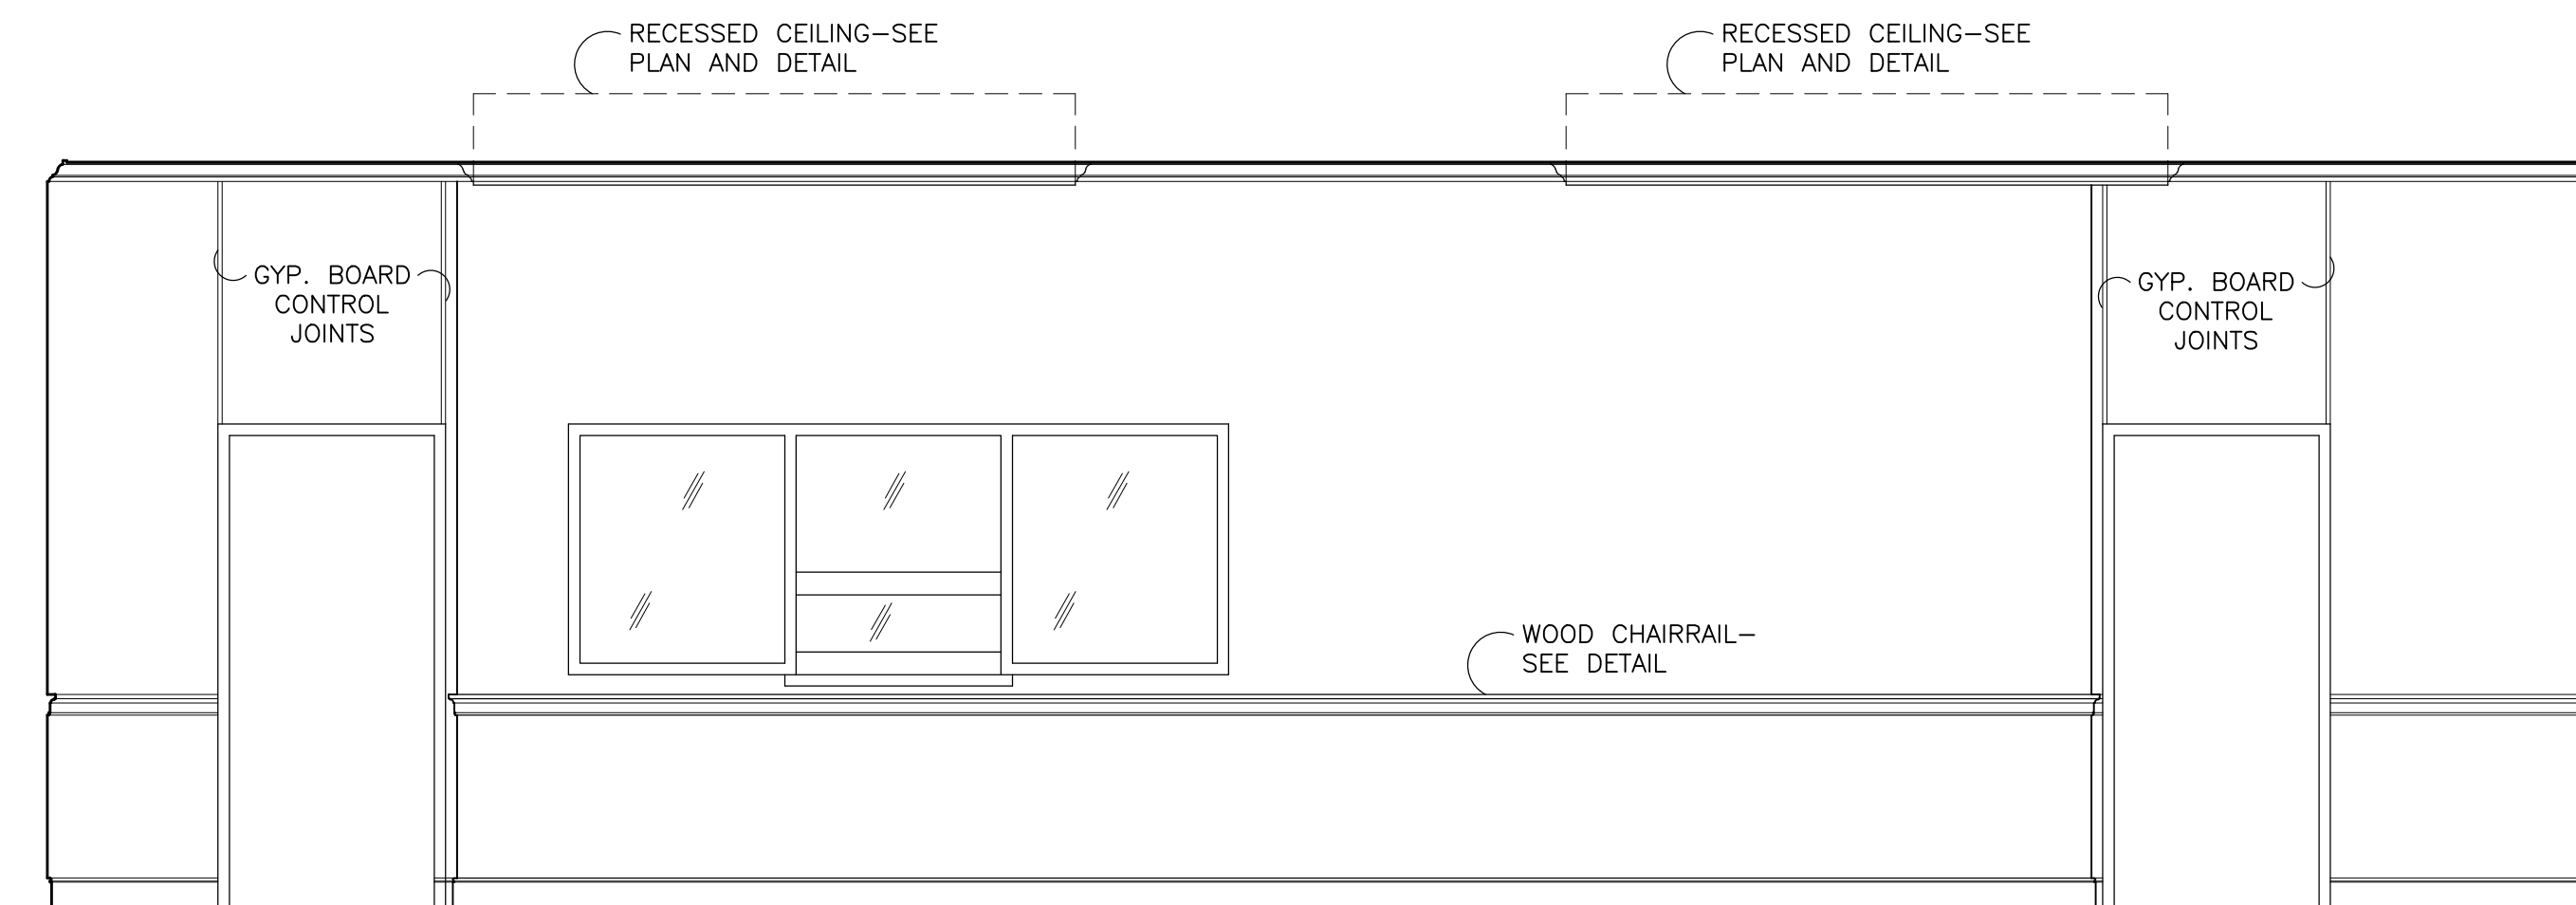 RECESSED CEILING-SEE
PLAN AND DETAIL
RECESSED CEILING-SEE
PLAN AND DETAIL
GYP. BOARD
CONTROL
JOINTS
GYP. BOARD
CONTROL
JOINTS
WOOD CHAIRRAIL-
SEE DETAIL